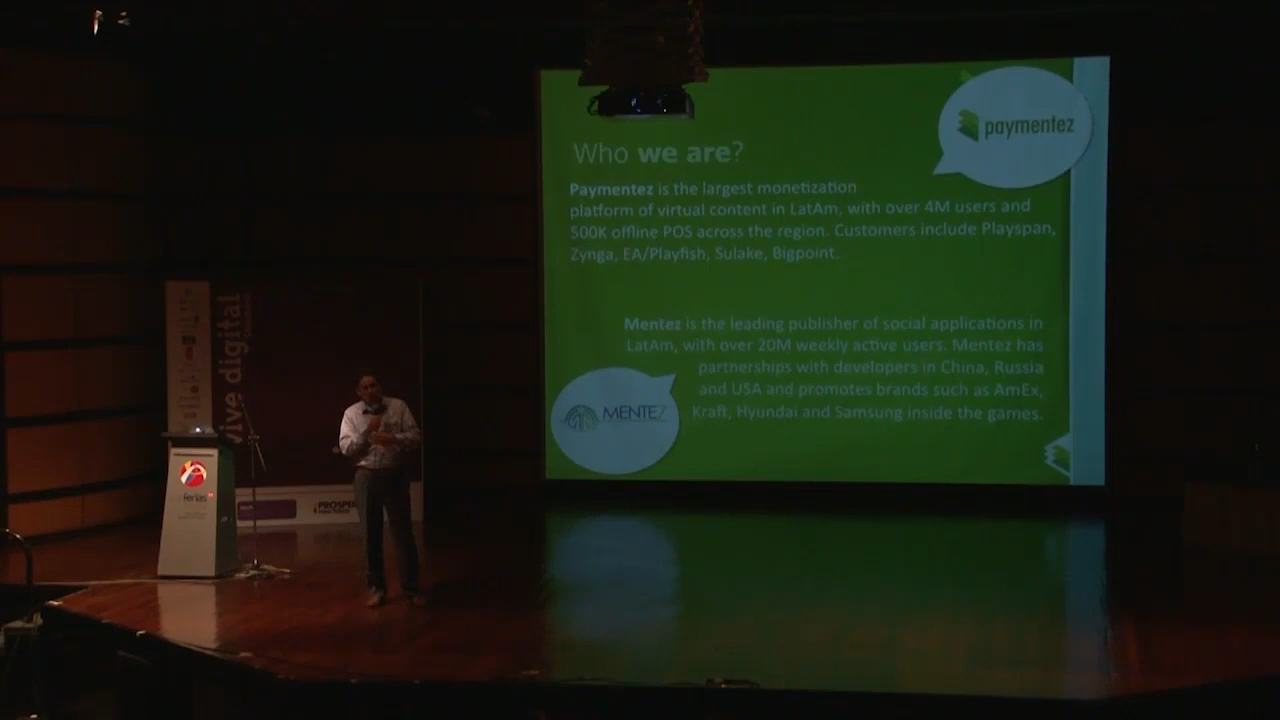 paymentez
Who we are?
Paymentez is the largest monetization
platform of virtual content in LatAm, with over 4M users and
500K offline POS across the region. Customers include Playspan,
Zynga, EA/Playfish, Sulake, Bigpoint.
Mentez is the leading publisher of social applications in
LatAm, with over 20M weekly active users. Mentez has
partnerships with developers in China, Russia
and USA and promotes brands such as AmEx,
Kraft, Hyundai and Samsung inside the games.
MENTEZ
vive digital
ferias